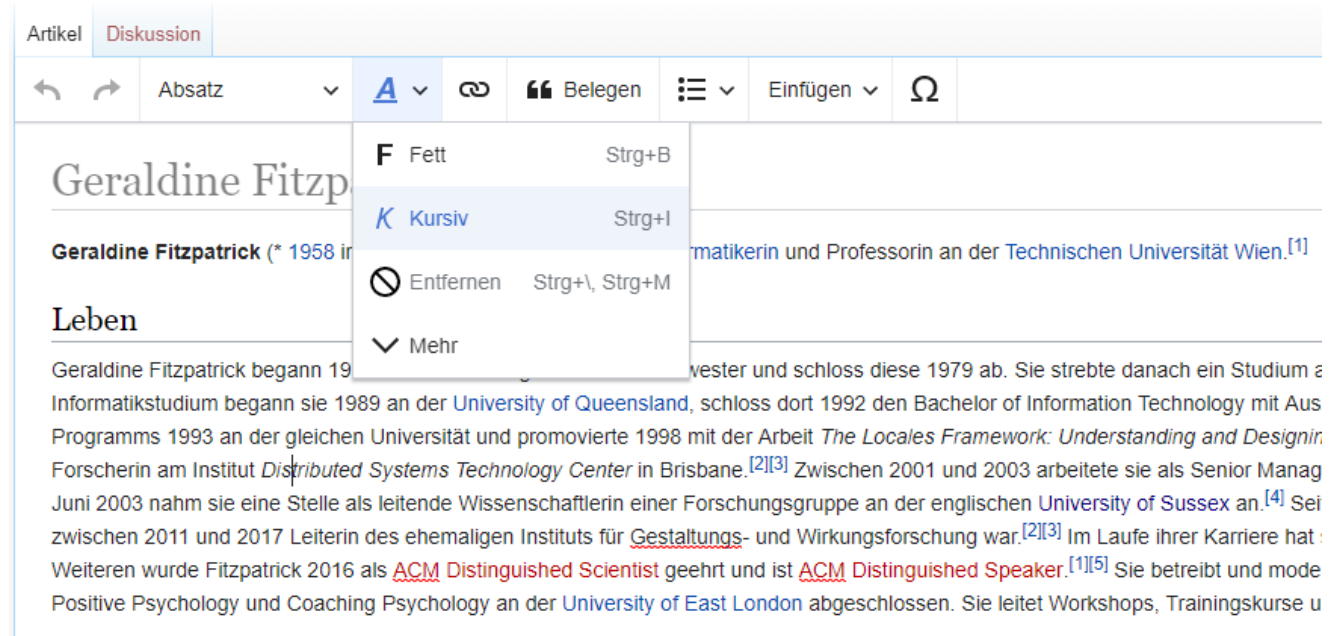 Artikel Diskussion
Absatz A Belegen Einfügen Ω
F Fett Strg+B
Geraldine Fitzp
K Kursiv Strg+I
Geraldine Fitzpatrick (* 1958 in rmatikerin und Professorin an der Technischen Universität Wien.[1]
Entfernen Strg+\, Strg+M
Leben
Mehr
Geraldine Fitzpatrick begann 19 vester und schloss diese 1979 ab. Sie strebte danach ein Studium a
Informatikstudium begann sie 1989 an der University of Queensland, schloss dort 1992 den Bachelor of Information Technology mit Aus
Programms 1993 an der gleichen Universität und promovierte 1998 mit der Arbeit The Locales Framework: Understanding and Designin
Forscherin am Institut Distributed Systems Technology Center in Brisbane.[2][3] Zwischen 2001 und 2003 arbeitete sie als Senior Manag
Juni 2003 nahm sie eine Stelle als leitende Wissenschaftlerin einer Forschungsgruppe an der englischen University of Sussex an.[4] Sei
zwischen 2011 und 2017 Leiterin des ehemaligen Instituts für Gestaltungs- und Wirkungsforschung war.[2][3] Im Laufe ihrer Karriere hat
Weiteren wurde Fitzpatrick 2016 als ACM Distinguished Scientist geehrt und ist ACM Distinguished Speaker.[1][5] Sie betreibt und mode
Positive Psychology und Coaching Psychology an der University of East London abgeschlossen. Sie leitet Workshops, Trainingskurse u